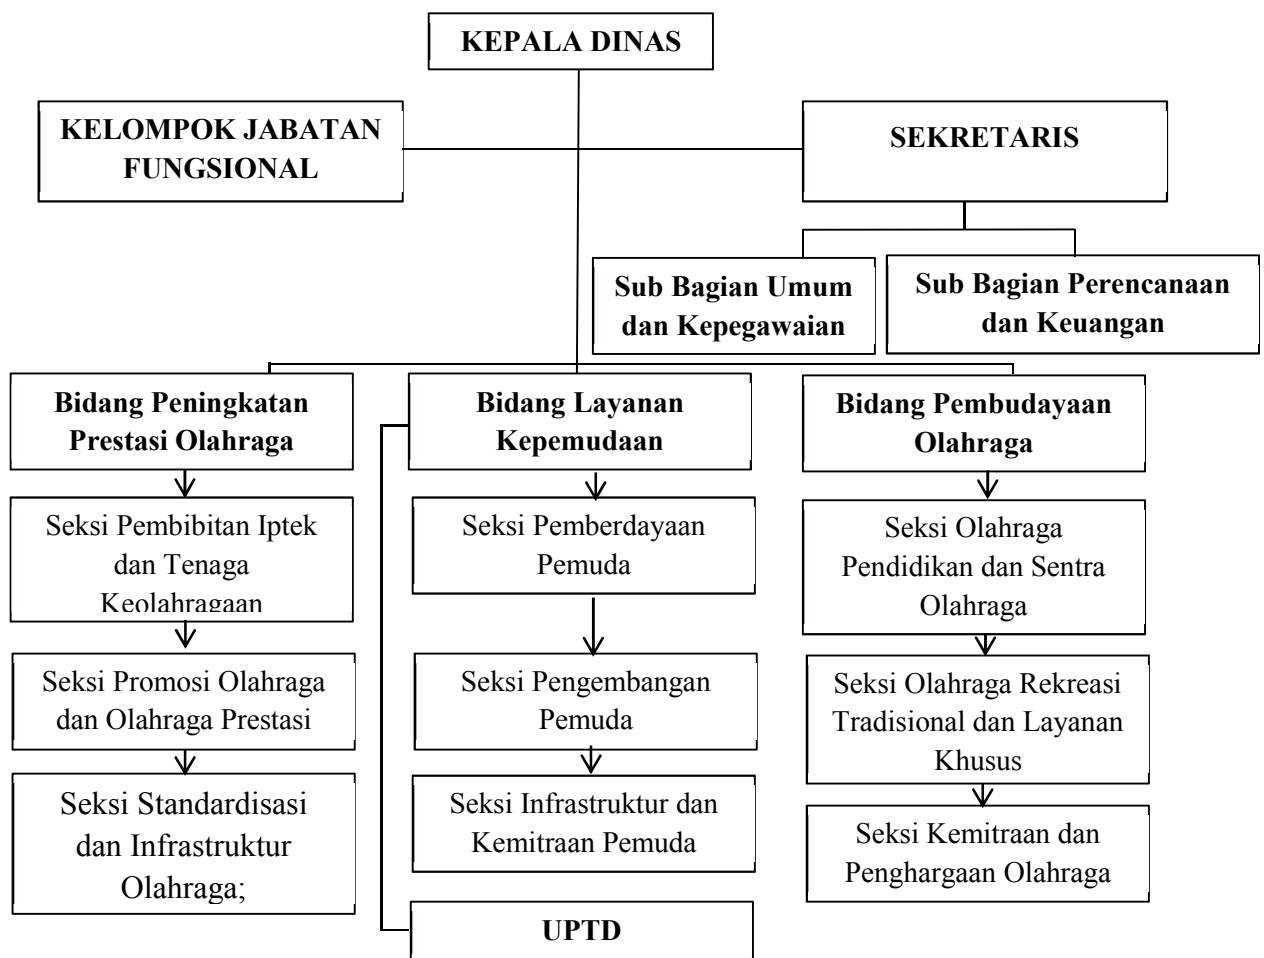 KEPALA DINAS
KELOMPOK JABATAN
FUNGSIONAL
SEKRETARIS
Sub Bagian Umum
dan Kepegawaian
Sub Bagian Perencanaan
dan Keuangan
Bidang Peningkatan
Prestasi Olahraga
Bidang Layanan
Kepemudaan
Bidang Pembudayaan
Olahraga
Seksi Pembibitan Iptek
dan Tenaga
Keolahragaan
Seksi Pemberdayaan
Pemuda
Seksi Olahraga
Pendidikan dan Sentra
Olahraga
Seksi Promosi Olahraga
dan Olahraga Prestasi
Seksi Pengembangan
Pemuda
Seksi Olahraga Rekreasi
Tradisional dan Layanan
Khusus
Seksi Standardisasi
dan Infrastruktur
Olahraga;
Seksi Infrastruktur dan
Kemitraan Pemuda
Seksi Kemitraan dan
Penghargaan Olahraga
UPTD